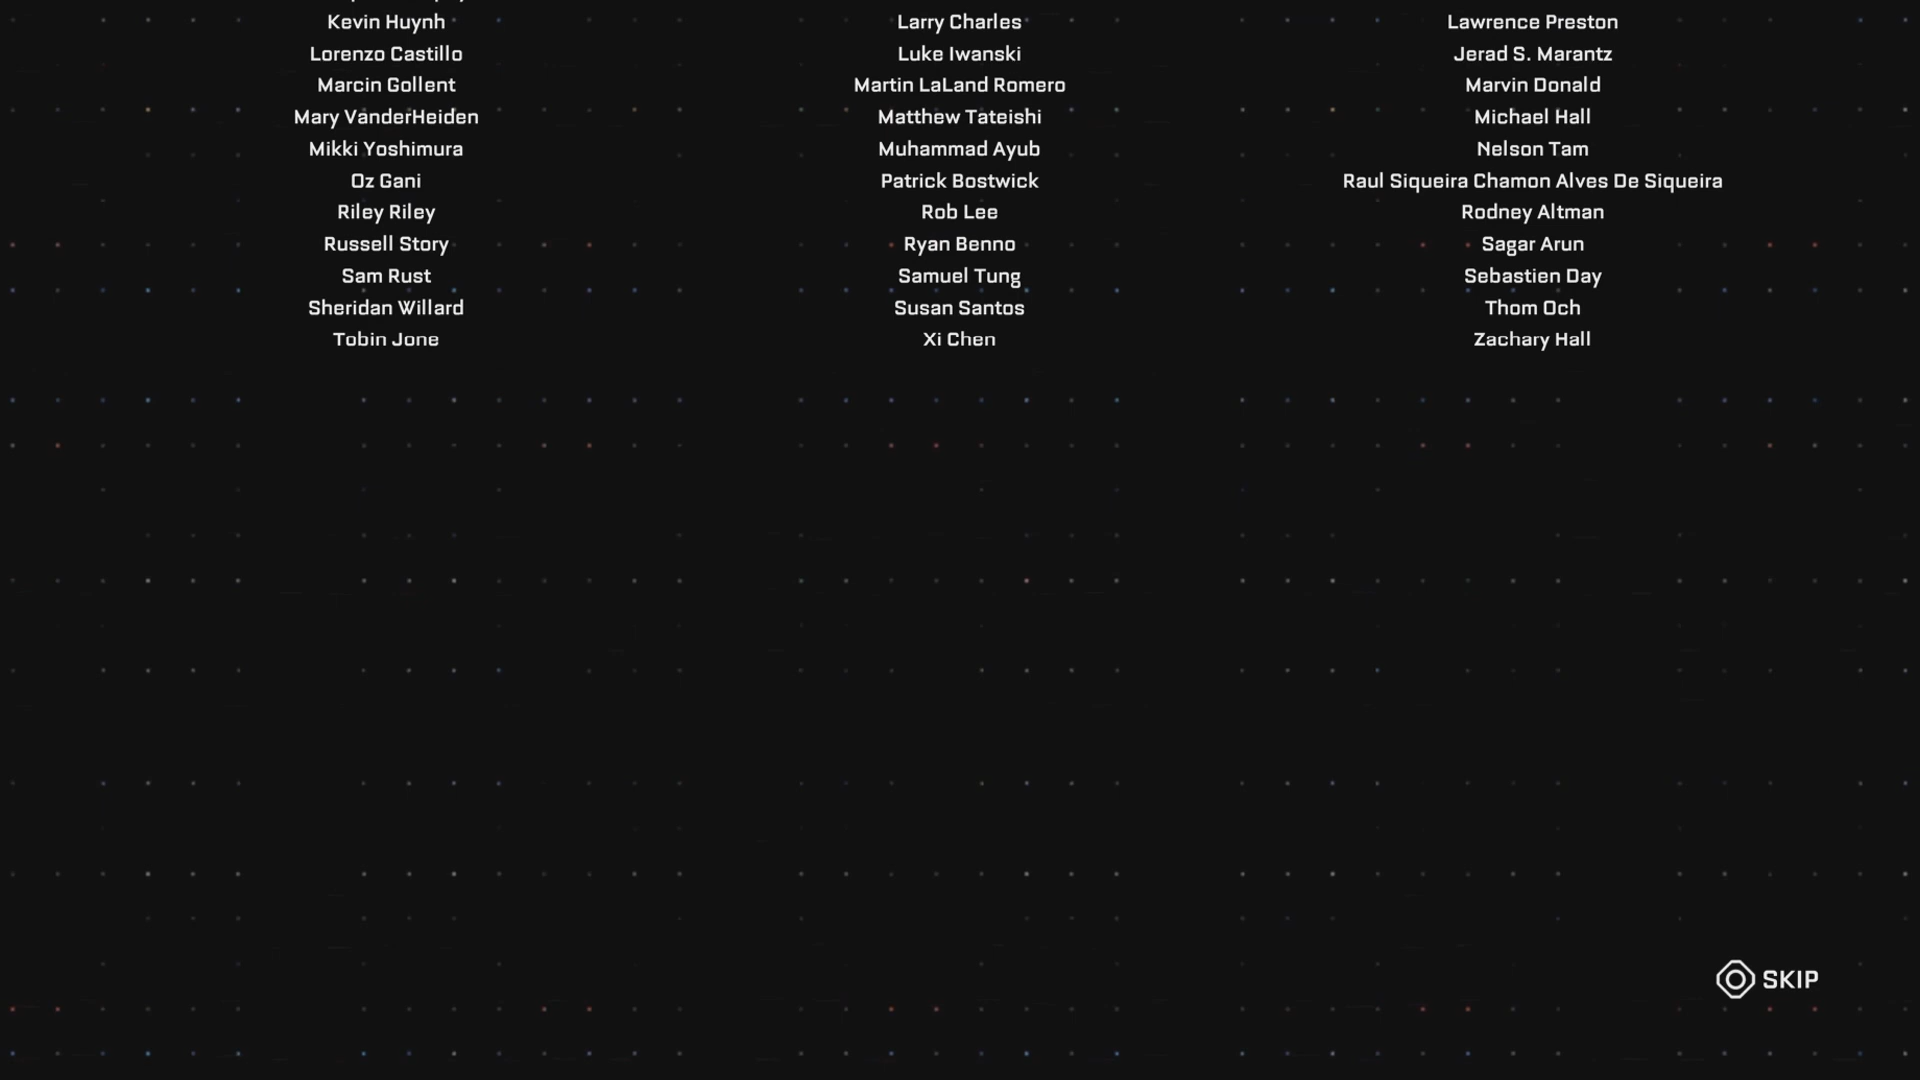 Kevin Huynh Larry Charles Lawrence Preston
Lorenzo Castillo Luke Iwanski Jerad S. Marantz
Marcin Gollent Martin LaLand Romero Marvin Donald
Mary VanderHeiden Matthew Tateishi Michael Hall
Mikki Yoshimura Muhammad Ayub Nelson Tam
Oz Gani Patrick Bostwick Raul Siqueira Chamon Alves De Siqueira
Riley Riley Rob Lee Rodney Altman
Russell Story Ryan Benno Sagar Arun
Sam Rust Samuel Tung Sebastien Day
Sheridan Willard Susan Santos Thom Och
Tobin Jone Xi Chen Zachary Hall
SKIP